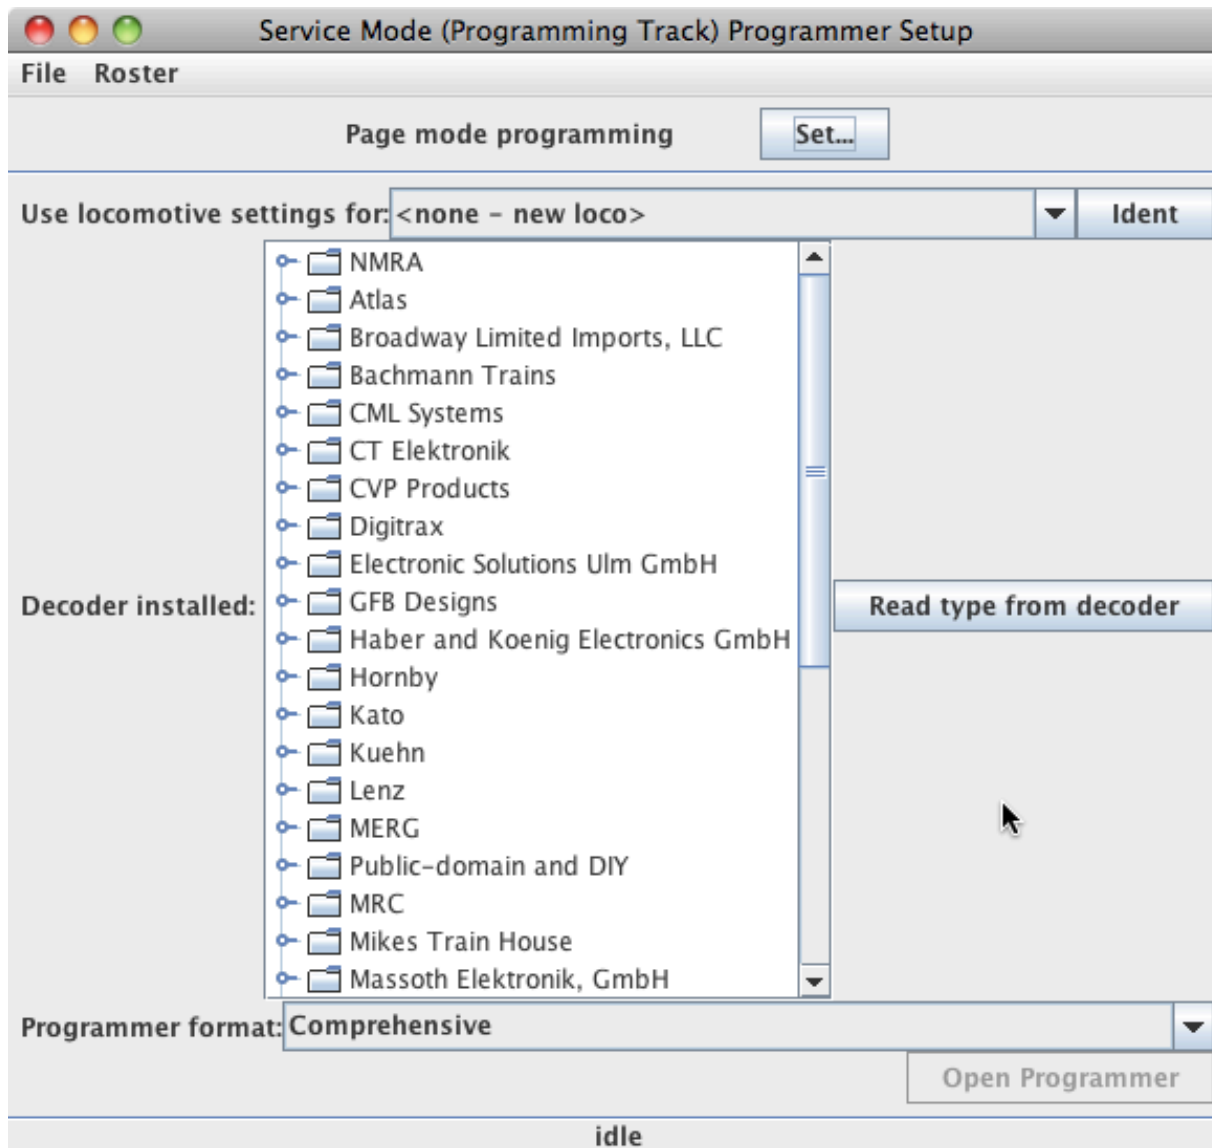 Service Mode (Programming Track) Programmer Setup
File Roster
Page mode programming Set...
Use locomotive settings for: <none - new loco> Ident
NMRA
Atlas
Broadway Limited Imports, LLC
Bachmann Trains
CML Systems
CT Elektronik
CVP Products
Digitrax
Electronic Solutions Ulm GmbH
Decoder installed: GFB Designs Read type from decoder
Haber and Koenig Electronics GmbH
Hornby
Kato
Kuehn
Lenz
MERG
Public-domain and DIY
MRC
Mikes Train House
Massoth Elektronik, GmbH
Programmer format: Comprehensive
Open Programmer
idle